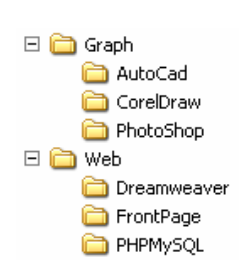 Graph
AutoCad
CorelDraw
PhotoShop
Web
Dreamweaver
FrontPage
PHPMySQL